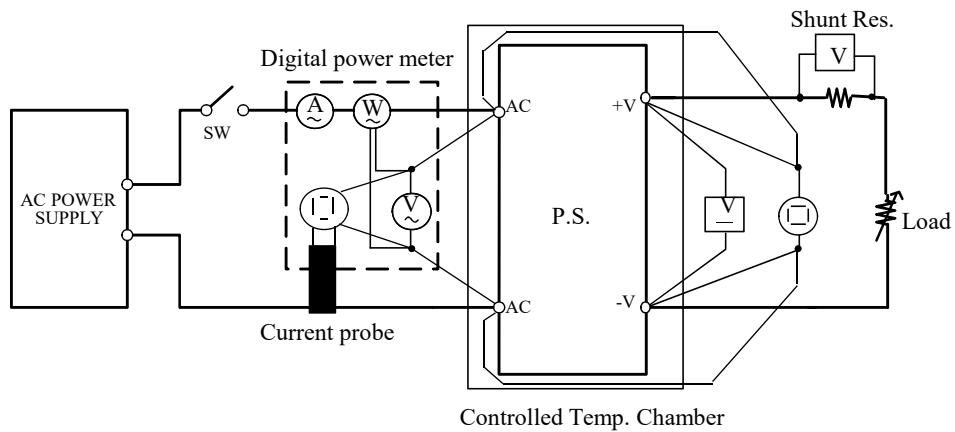 Shunt Res.
V
Digital power meter
A
W
SW
AC
+V
AC POWER
SUPPLY
V
V
P.S.
Load
AC
-V
Current probe
Controlled Temp. Chamber